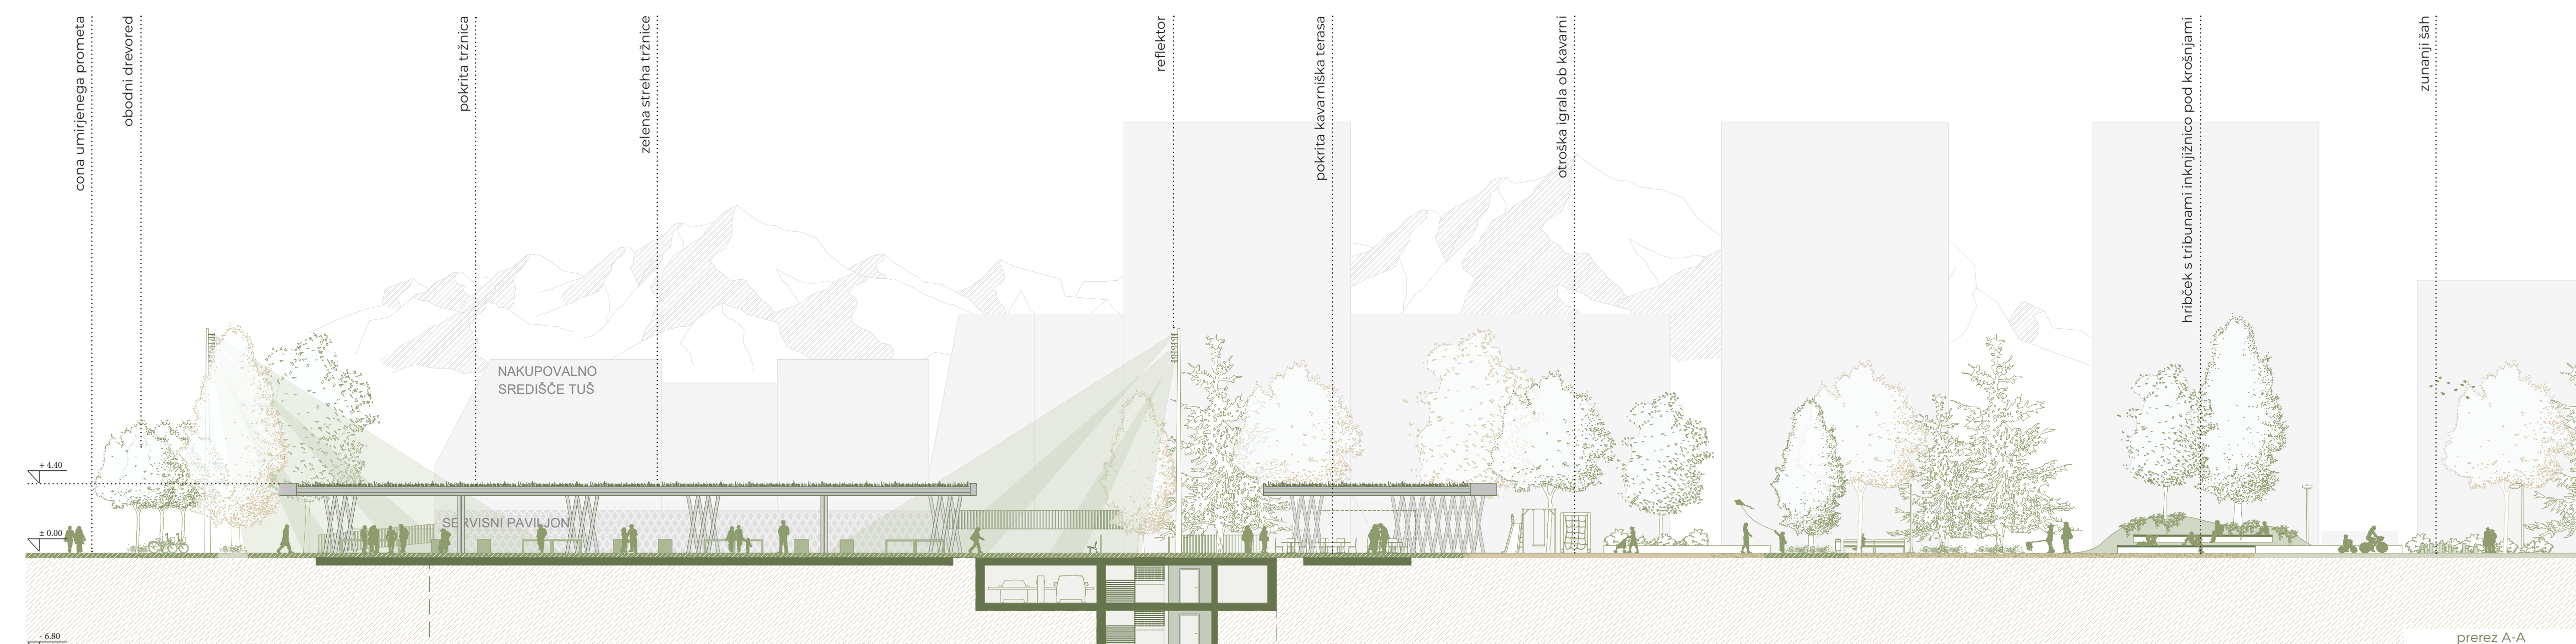 cona umirjenega prometa
obodni drevored
pokrita tržnica
zelena streha tržnice
reflektor
pokrita kavarniška terasa
otroška igrala ob kavarni
hribček s tribunami inknjižnico pod krošnjami
zunanji šah
NAKUPOVALNO
SREDIŠČE TUŠ
+ 4.40
SERVISNI PAVILJON
± 0.00
- 6.80
prerez A-A